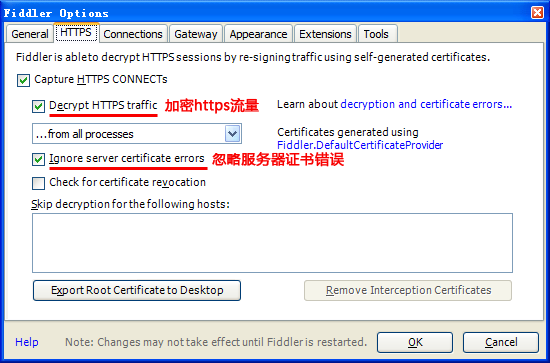 Fiddler Options
General HTTPS Connections Gateway Appearance Extensions Tools
Fiddler is able to decrypt HTTPS sessions by re-signing traffic using self-generated certificates.
Capture HTTPS CONNECTs
Decrypt HTTPS traffic 加密https流量 Learn about decryption and certificate errors...
...from all processes Certificates generated using
Fiddler.DefaultCertificateProvider
Ignore server certificate errors 忽略服务器证书错误
Check for certificate revocation
Skip decryption for the following hosts:
Export Root Certificate to Desktop Remove Interception Certificates
Help Note: Changes may not take effect until Fiddler is restarted. OK Cancel